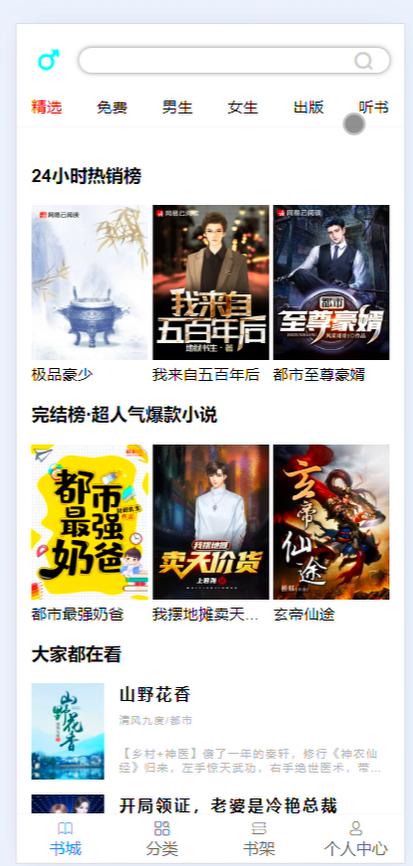 精选 免费 男生 女生 出版 听书
24小时热销榜
网易云阅读 网易云阅读 网易云阅读
我来自
五百年后
地狱书生·著
都市
至尊豪婿
极品豪少 我来自五百年后 都市至尊豪婿
完结榜·超人气爆款小说
都市
最强
奶爸
我摆地摊
卖天价货
玄帝
仙途
都市最强奶爸 我摆地摊卖天... 玄帝仙途
大家都在看
山野花香
山野花香
清风九度/都市
【乡村+神医】傻了一年的娄轩，修行《神农仙
经》归来，左手惊天武功，右手绝世医术，带...
开局领证，老婆是冷艳总裁
书城 分类 书架 个人中心